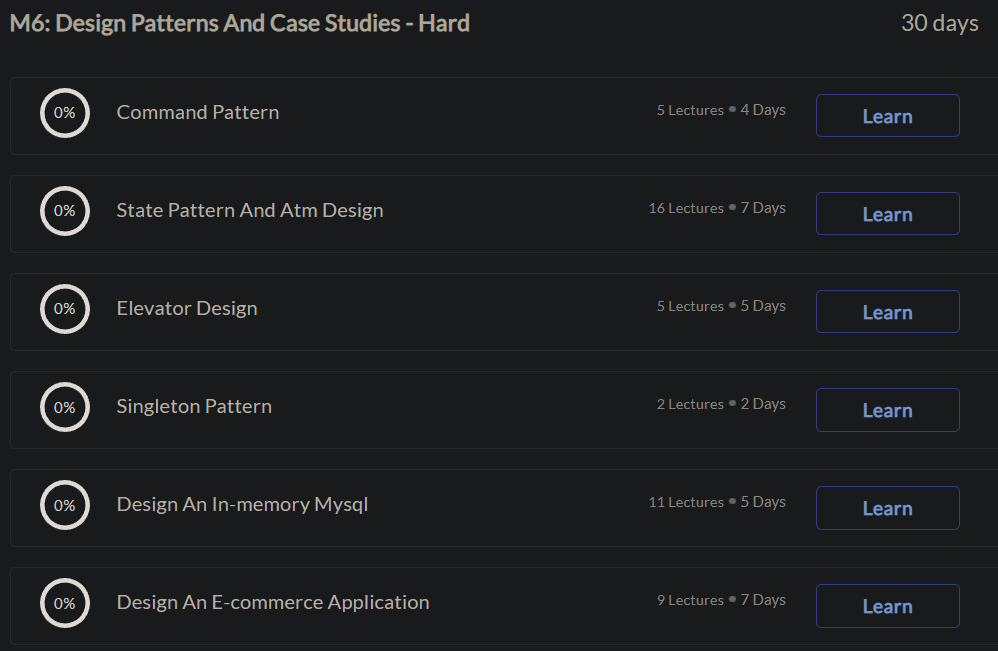 M6: Design Patterns And Case Studies - Hard 30 days
0% Command Pattern 5 Lectures • 4 Days Learn
0% State Pattern And Atm Design 16 Lectures • 7 Days Learn
0% Elevator Design 5 Lectures • 5 Days Learn
0% Singleton Pattern 2 Lectures • 2 Days Learn
0% Design An In-memory Mysql 11 Lectures • 5 Days Learn
0% Design An E-commerce Application 9 Lectures • 7 Days Learn